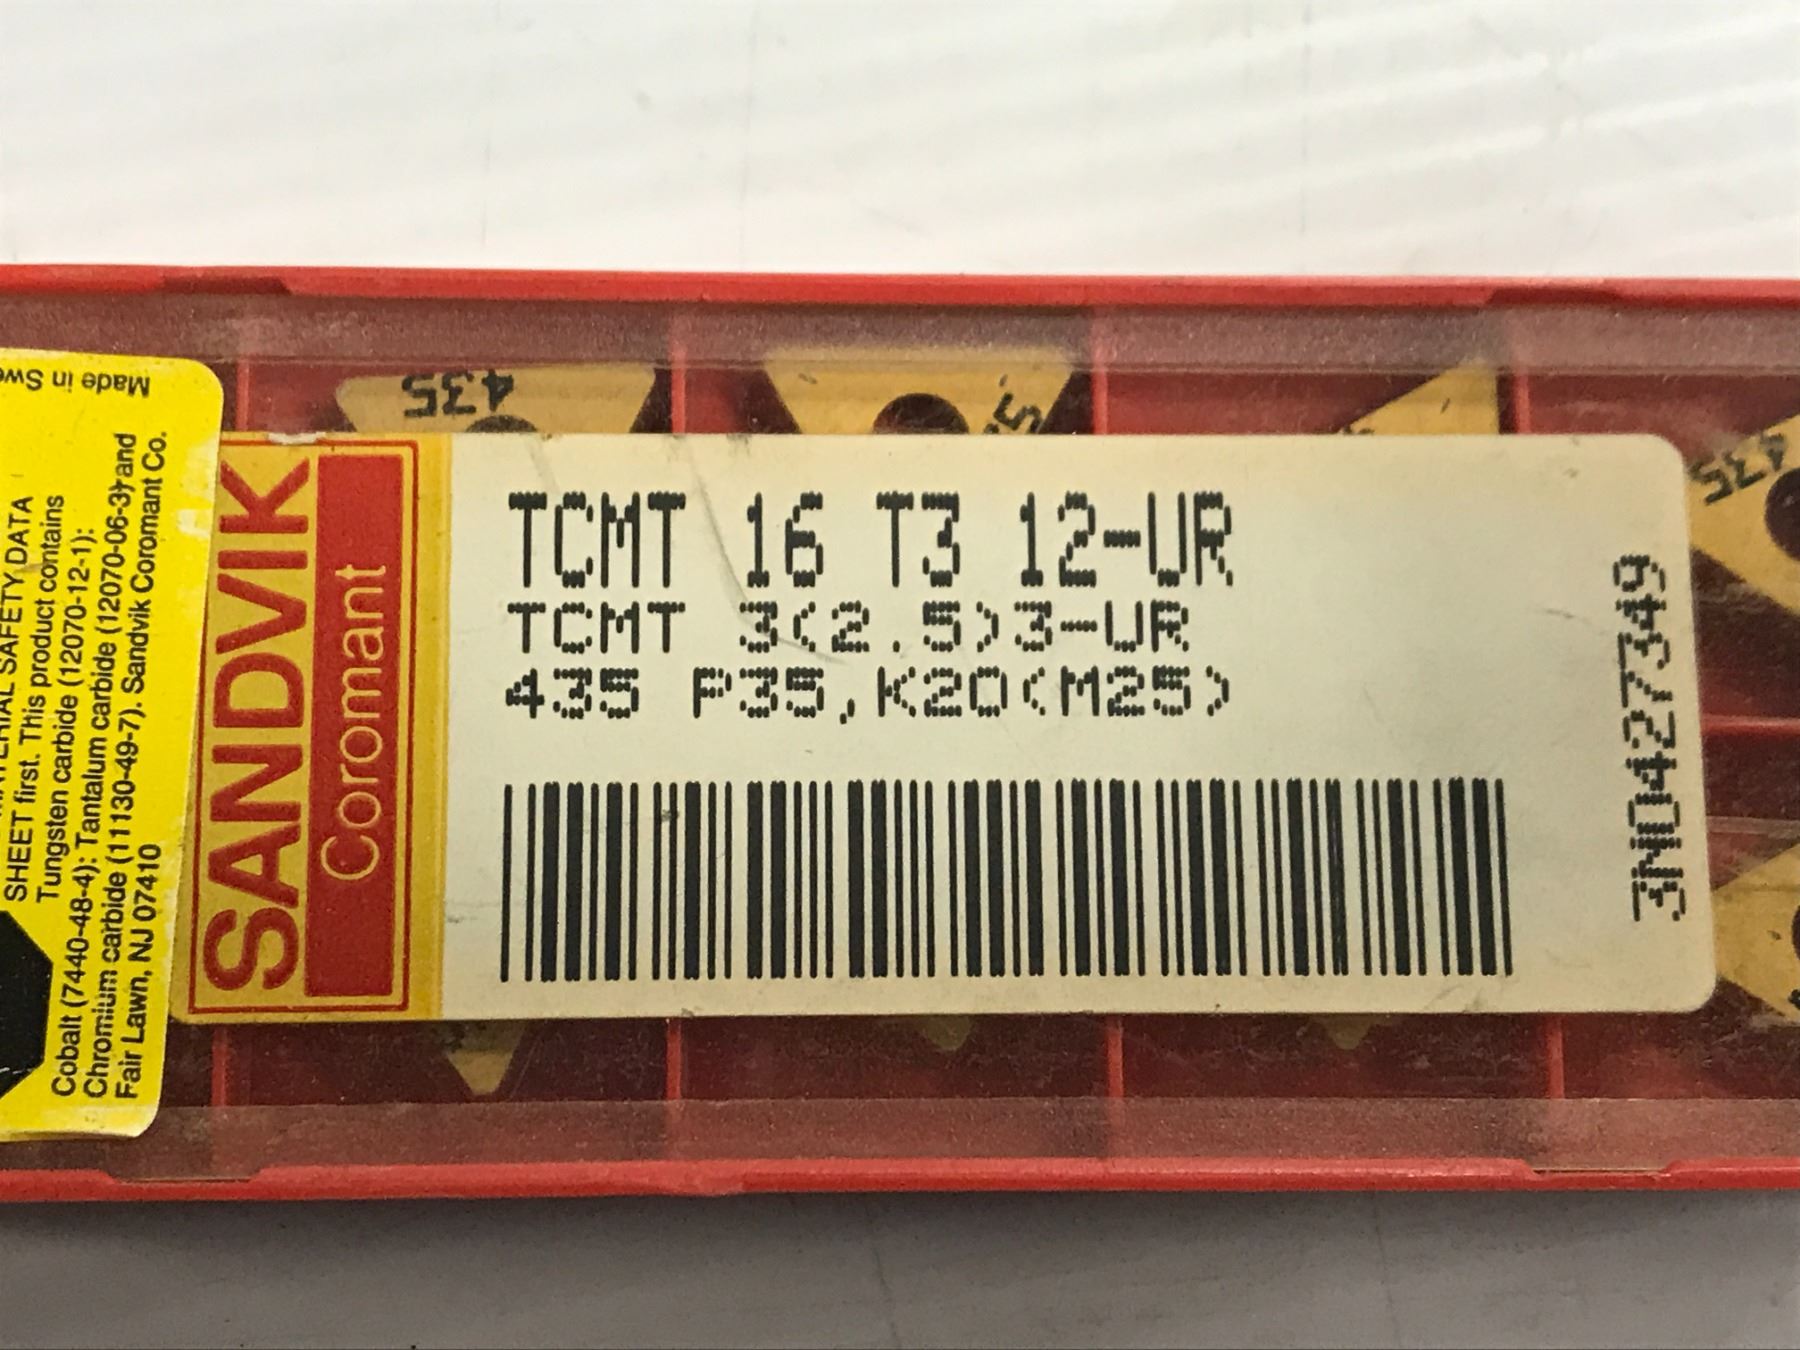 Made in
SAFETY DATA
SHEET first. This product contains
Tungsten carbide (12070-12-1):
Cobalt (7440-48-4): Tantalum carbide (12070-06-3) and
Chromium carbide (11130-49-7). Sandvik Coromant Co.
Fair Lawn, NJ 07410
SANDVIK
Coromant
TCMT 16 T3 12-UR
TCMT 3(2.5)3-UR
435 P35,K20(M25)
3N0427349
435
435